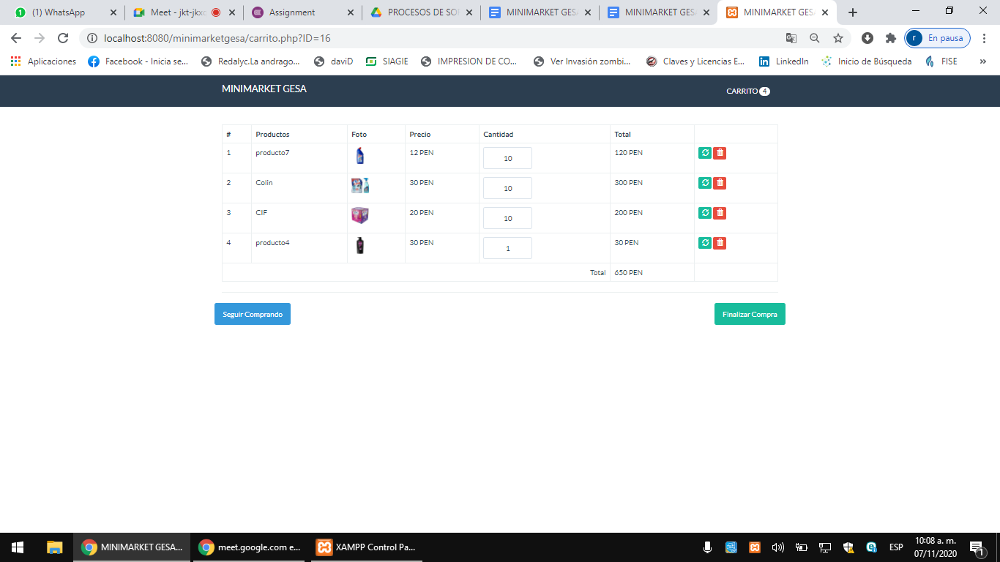 (1) WhatsApp
Meet - jkt-jkxc
Assignment
PROCESOS DE SOF
MINIMARKET GES
MINIMARKET GES
MINIMARKET GESA
localhost:8080/minimarketgesa/carrito.php?ID=16
r En pausa
Aplicaciones
Facebook - Inicia se...
Redalyc.La andrago...
daviD
SIAGIE
IMPRESION DE CO...
Ver Invasión zombi...
Claves y Licencias E...
LinkedIn
Inicio de Búsqueda
FISE
»
MINIMARKET GESA
CARRITO 4
# Productos Foto Precio Cantidad Total
1 producto7 12 PEN 10 120 PEN
2 Colin 30 PEN 10 300 PEN
3 CIF 20 PEN 10 200 PEN
4 producto4 30 PEN 1 30 PEN
Total 650 PEN
Seguir Comprando
Finalizar Compra
MINIMARKET GESA...
meet.google.com e...
XAMPP Control Pa...
ESP
10:08 a. m.
07/11/2020
1